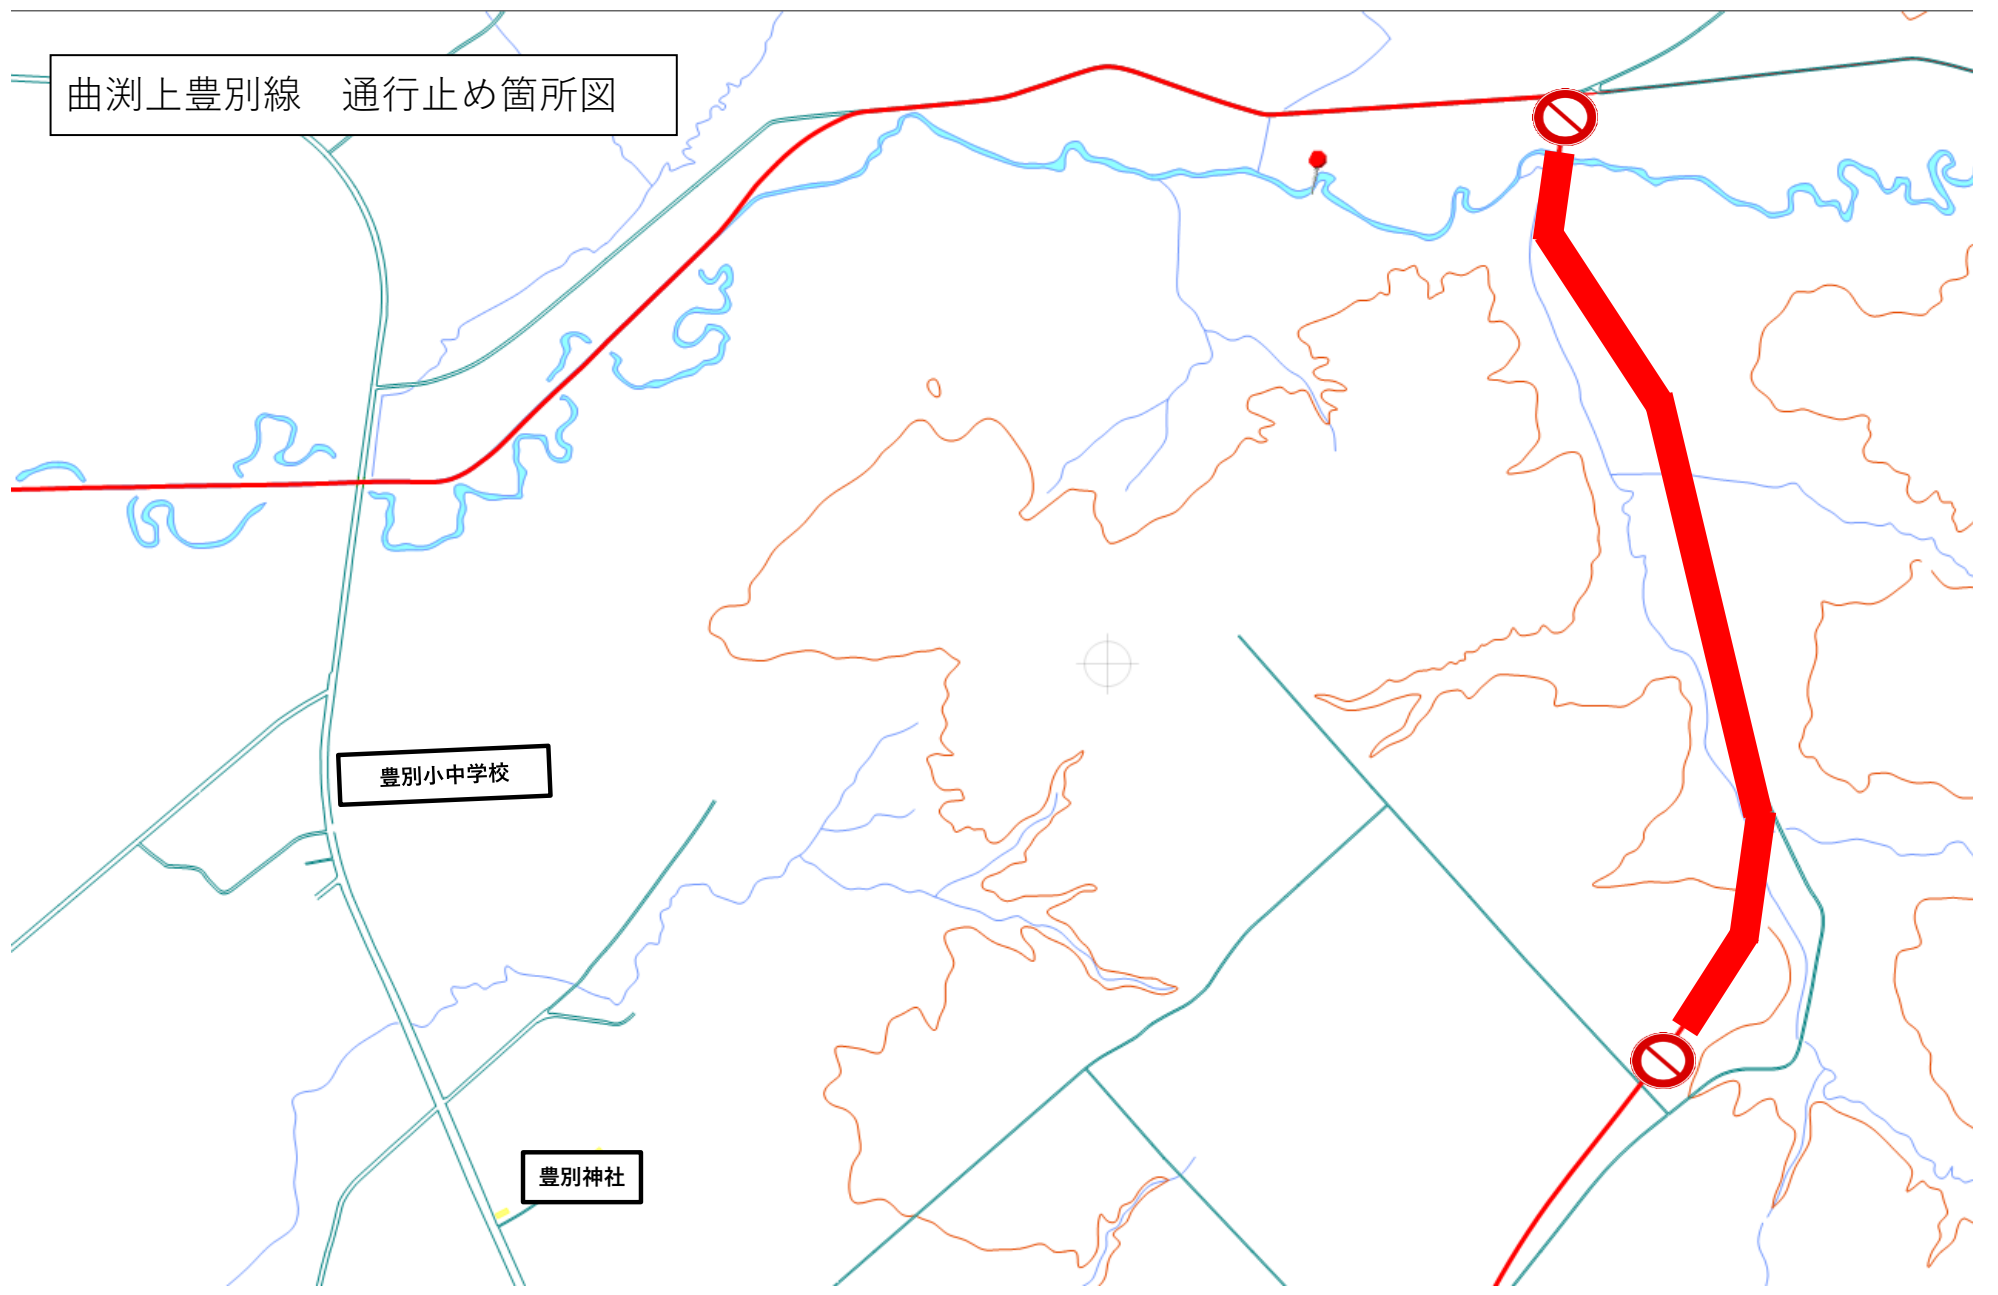 曲渕上豊別線　通行止め箇所図
豊別小中学校
豊別神社